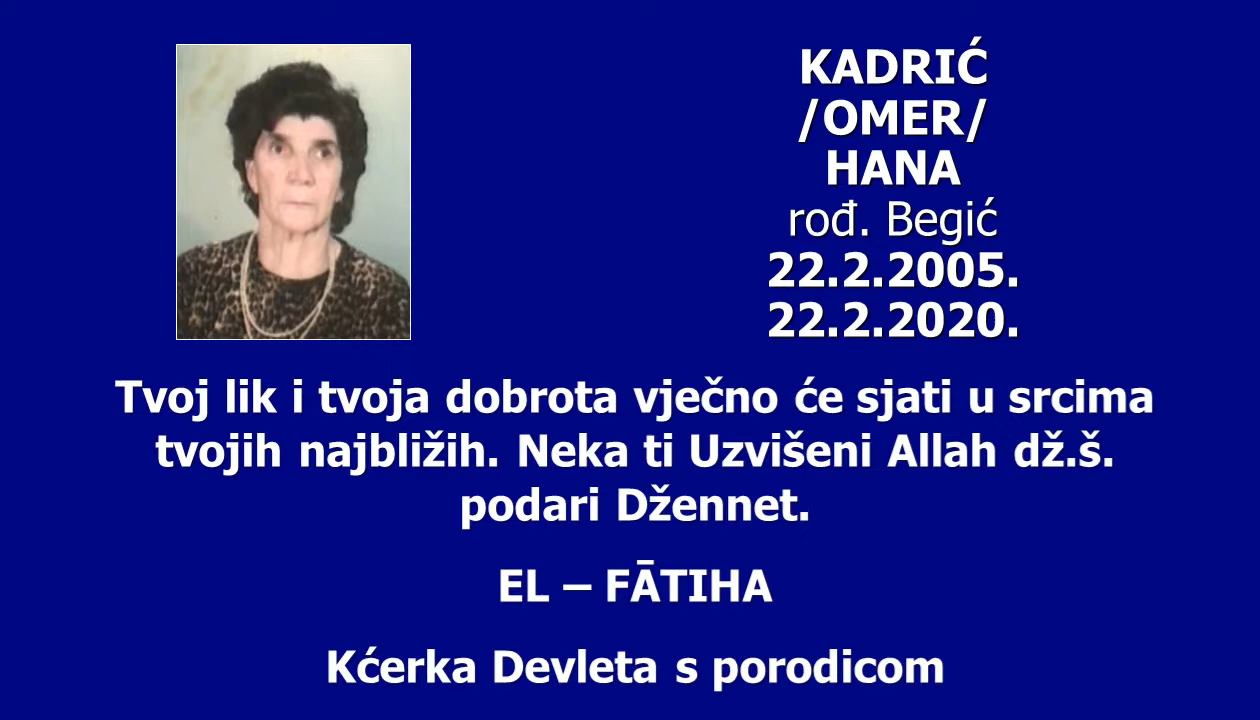 KADRIĆ
/OMER/
HANA
rođ. Begić
22.2.2005.
22.2.2020.
Tvoj lik i tvoja dobrota vječno će sjati u srcima
tvojih najbližih. Neka ti Uzvišeni Allah dž.š.
podari Džennet.
EL – FĀTIHA
Kćerka Devleta s porodicom